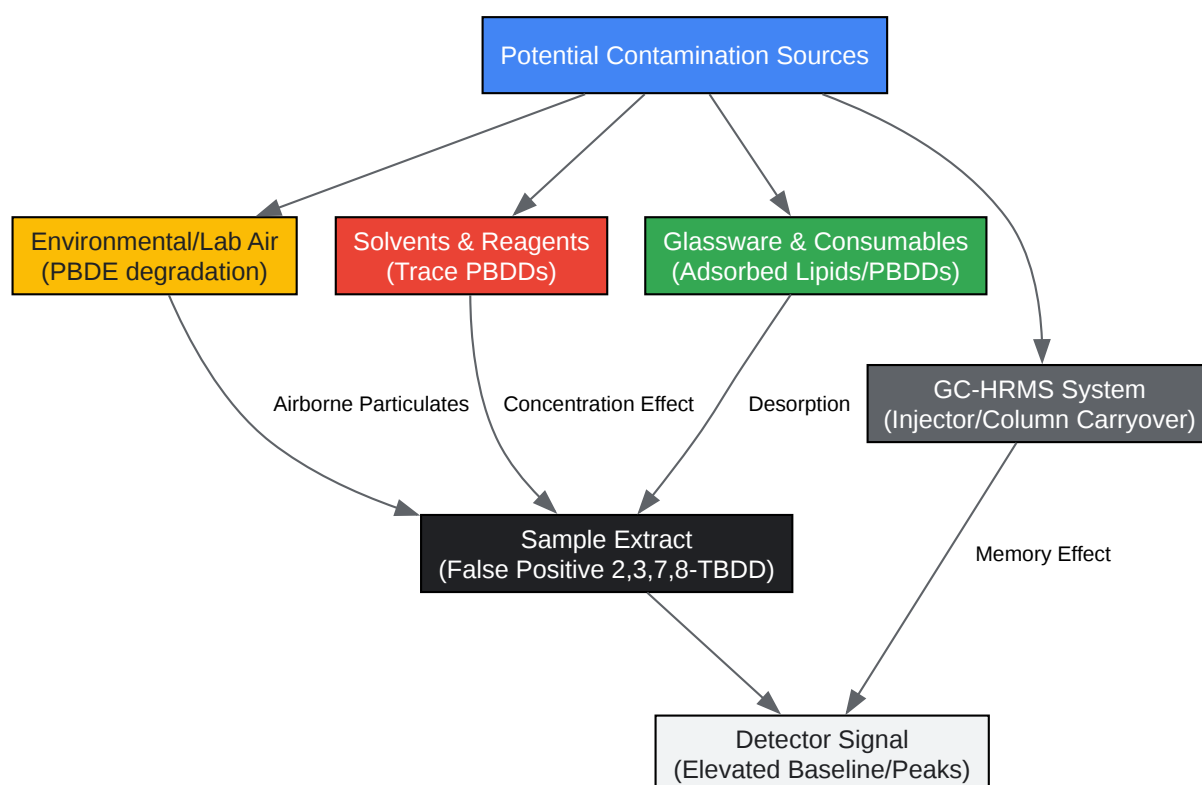 Potential Contamination Sources
Environmental/Lab Air
(PBDE degradation)
Solvents & Reagents
(Trace PBDDs)
Glassware & Consumables
(Adsorbed Lipids/PBDDs)
GC-HRMS System
(Injector/Column Carryover)
Airborne Particulates
Concentration Effect
Desorption
Sample Extract
(False Positive 2,3,7,8-TBDD)
Memory Effect
Detector Signal
(Elevated Baseline/Peaks)